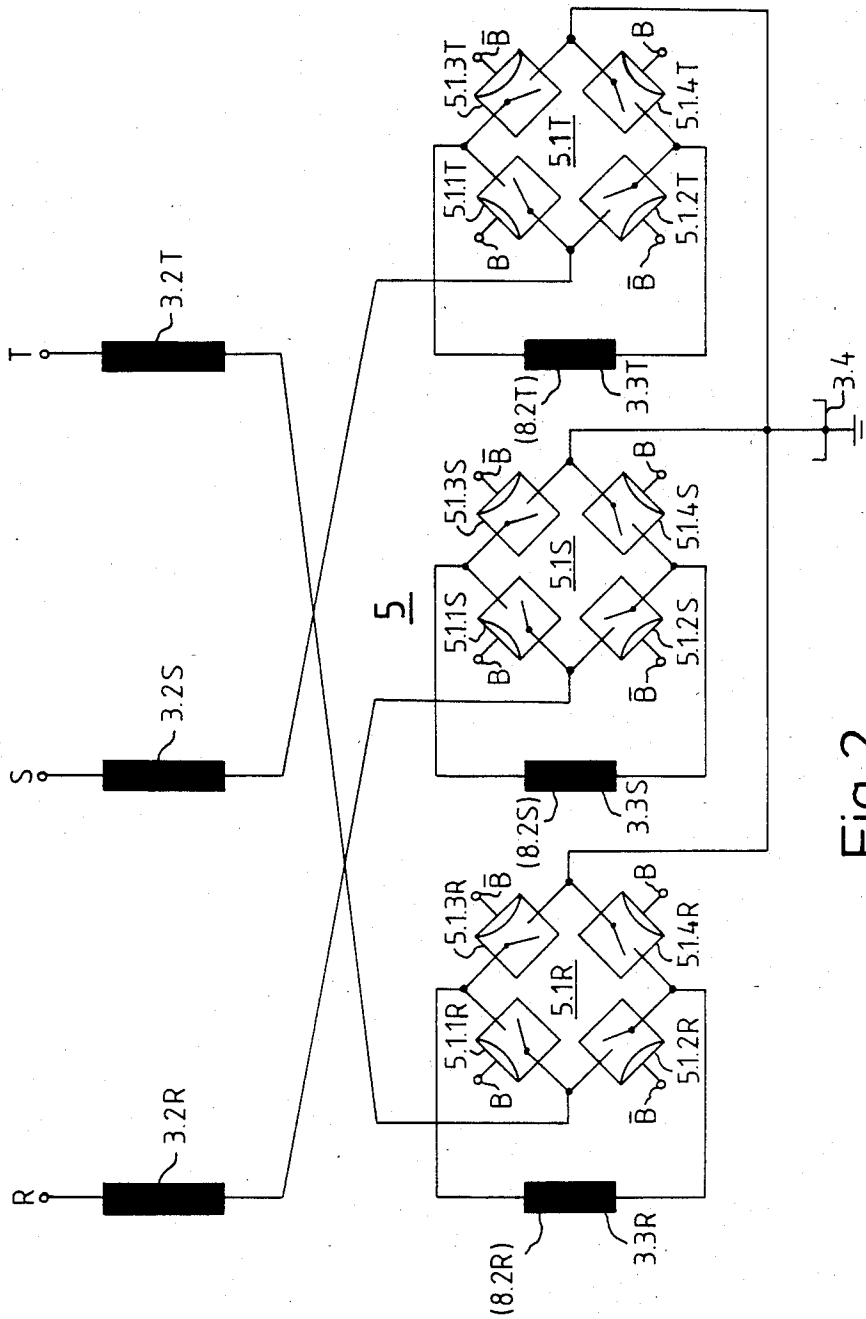 R
S
T
3.2R
3.2S
3.2T
5
(8.2R)
3.3R
5.1.1R
5.1.3R
B
B̅
5.1R
B̅
B
5.1.2R
5.1.4R
(8.2S)
3.3S
5.1.1S
5.1.3S
B
B̅
5.1S
B̅
B
5.1.2S
5.1.4S
(8.2T)
3.3T
5.1.1T
5.1.3T
B
B̅
5.1T
B̅
B
5.1.2T
5.1.4T
3.4
Fig. 2